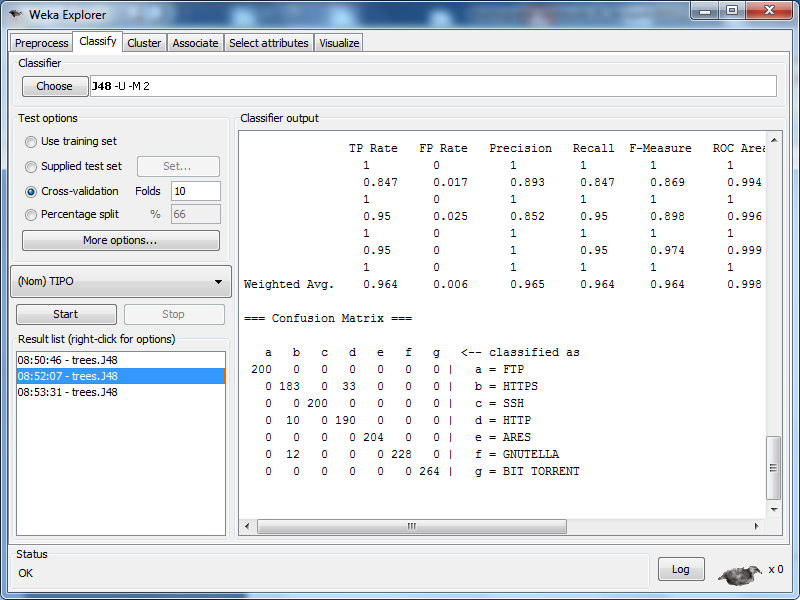 Weka Explorer
Preprocess Classify Cluster Associate Select attributes Visualize
Classifier
Choose J48 -U -M 2
Test options
Use training set
Supplied test set Set...
Cross-validation Folds 10
Percentage split % 66
More options...
(Nom) TIPO
Start Stop
Result list (right-click for options)
08:50:46 - trees.J48
08:52:07 - trees.J48
08:53:31 - trees.J48
Classifier output
TP Rate FP Rate Precision Recall F-Measure ROC Area
1 0 1 1 1 1
0.847 0.017 0.893 0.847 0.869 0.994
1 0 1 1 1 1
0.95 0.025 0.852 0.95 0.898 0.996
1 0 1 1 1 1
0.95 0 1 0.95 0.974 0.999
1 0 1 1 1 1
Weighted Avg. 0.964 0.006 0.965 0.964 0.964 0.998
=== Confusion Matrix ===
a b c d e f g <-- classified as
200 0 0 0 0 0 0 | a = FTP
0 183 0 33 0 0 0 | b = HTTPS
0 0 200 0 0 0 0 | c = SSH
0 10 0 190 0 0 0 | d = HTTP
0 0 0 0 204 0 0 | e = ARES
0 12 0 0 0 228 0 | f = GNUTELLA
0 0 0 0 0 0 264 | g = BIT TORRENT
Status
OK
Log
x 0